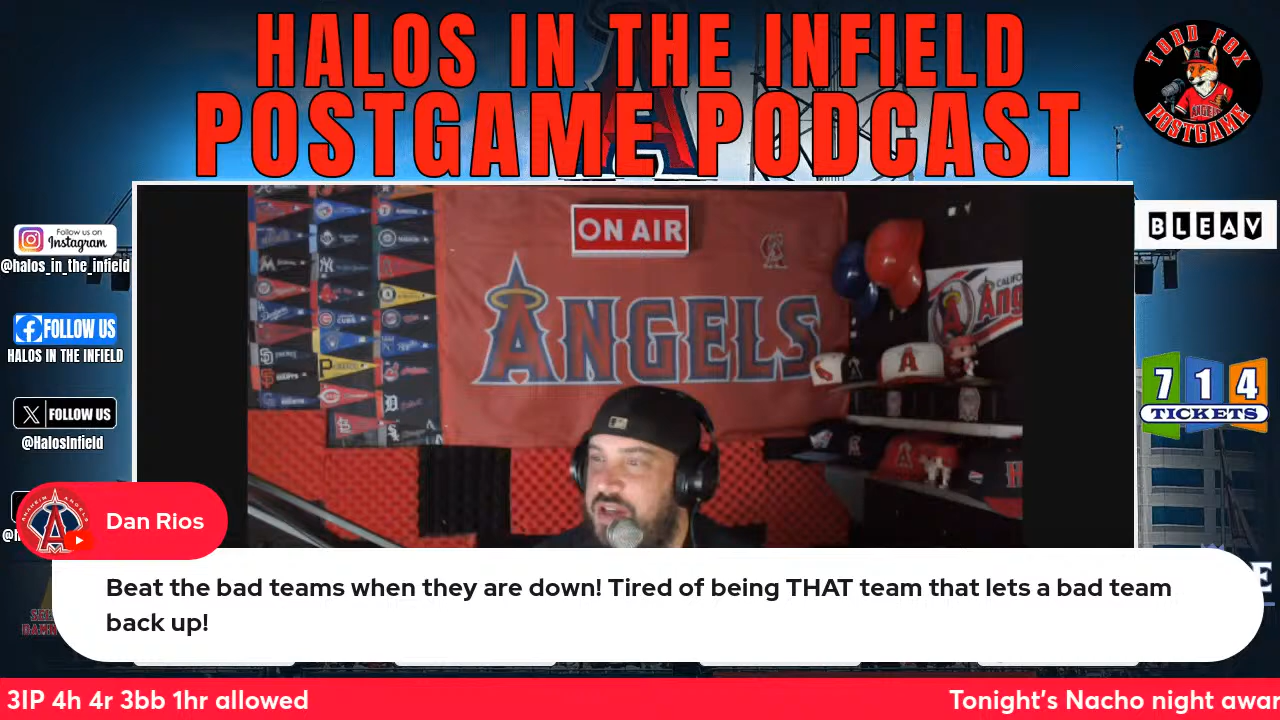 HALOS IN THE INFIELD
POSTGAME PODCAST
TODD FOX
POSTGAME
ON AIR
ANGELS
Follow us on
Instagram
@halos_in_the_infield
FOLLOW US
HALOS IN THE INFIELD
FOLLOW US
@HalosInfield
BLEAV
714
TICKETS
Dan Rios
Beat the bad teams when they are down! Tired of being THAT team that lets a bad team
back up!
3IP 4h 4r 3bb 1hr allowed
Tonight's Nacho night awar